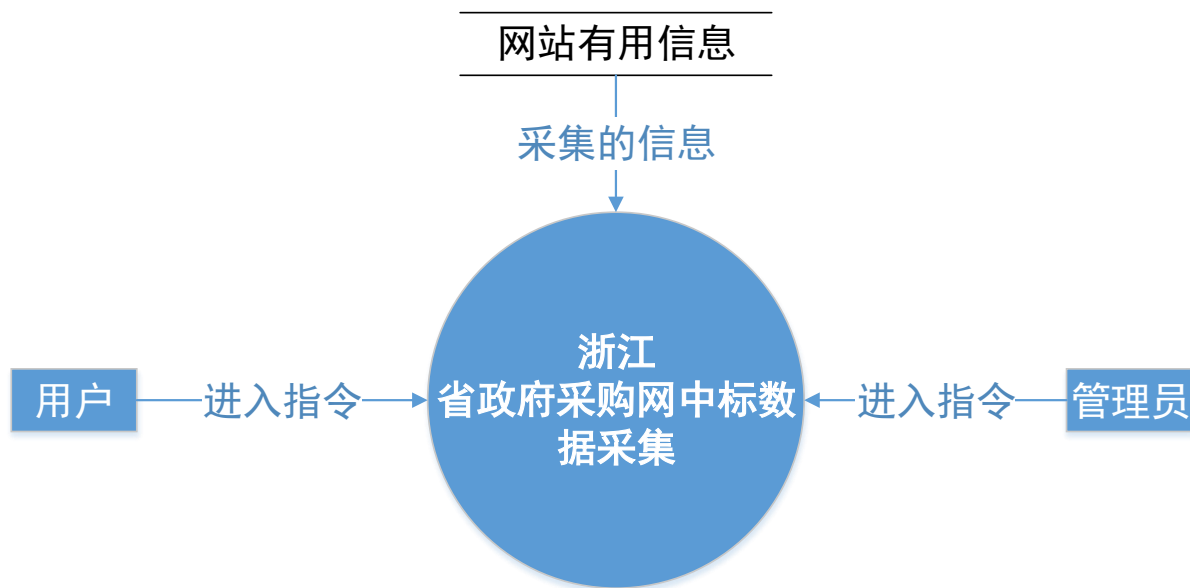 网站有用信息
采集的信息
浙江
省政府采购网中标数
据采集
用户
进入指令
进入指令
管理员